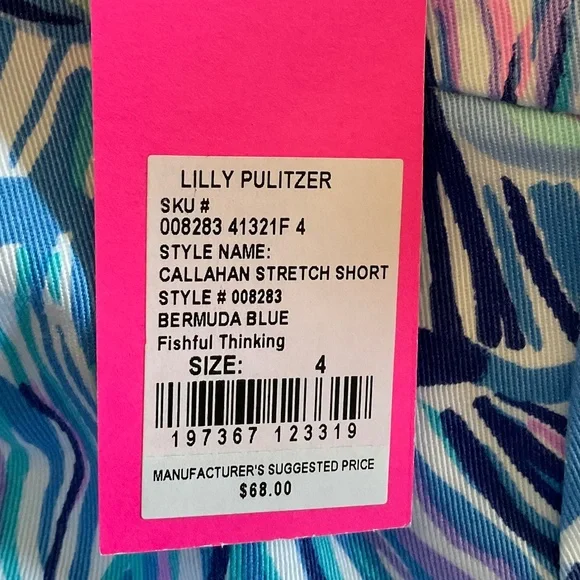 LILLY PULITZER
SKU #
008283 41321F 4
STYLE NAME:
CALLAHAN STRETCH SHORT
STYLE # 008283
BERMUDA BLUE
Fishful Thinking
SIZE: 4
197367 123319
MANUFACTURER'S SUGGESTED PRICE
$68.00